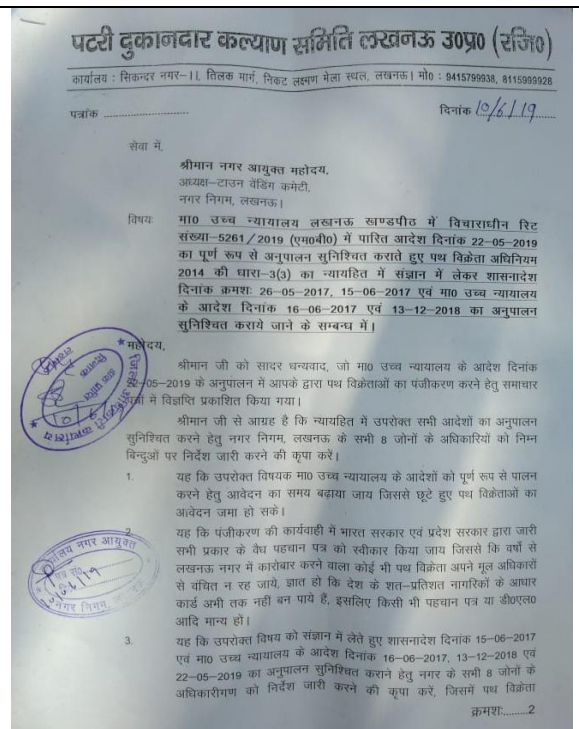 पटरी दुकानदार कल्याण समिति लखनऊ उ0प्र0 (रजि0)
कार्यालय : सिकन्दर नगर–।।, तिलक मार्ग, निकट लक्ष्मण मेला स्थल, लखनऊ। मो0 : 9415799938, 8115999928
पत्रांक ..........................
दिनांक 10/6/19
सेवा में,
श्रीमान नगर आयुक्त महोदय,
अध्यक्ष–टाउन वेंडिंग कमेटी,
नगर निगम, लखनऊ।
विषयः मा0 उच्च न्यायालय लखनऊ खण्डपीठ में विचाराधीन रिट
संख्या–5261/2019 (एम0बी0) में पारित आदेश दिनांक 22-05-2019
का पूर्ण रूप से अनुपालन सुनिश्चित कराते हुए पथ विक्रेता अधिनियम
2014 की धारा–3(3) का न्यायहित में संज्ञान में लेकर शासनादेश
दिनांक क्रमशः 26-05-2017, 15-06-2017 एवं मा0 उच्च न्यायालय
के आदेश दिनांक 16-06-2017 एवं 13-12-2018 का अनुपालन
सुनिश्चित कराये जाने के सम्बन्ध में।
महोदय,
श्रीमान जी को सादर धन्यवाद, जो मा0 उच्च न्यायालय के आदेश दिनांक
22–05–2019 के अनुपालन में आपके द्वारा पथ विक्रेताओं का पंजीकरण करने हेतु समाचार
पत्रों में विज्ञप्ति प्रकाशित किया गया।
श्रीमान जी से आग्रह है कि न्यायहित में उपरोक्त सभी आदेशों का अनुपालन
सुनिश्चित करने हेतु नगर निगम, लखनऊ के सभी 8 जोनों के अधिकारियों को निम्न
बिन्दुओं पर निर्देश जारी करने की कृपा करें।
1. यह कि उपरोक्त विषयक मा0 उच्च न्यायालय के आदेशों को पूर्ण रूप से पालन
करने हेतु आवेदन का समय बढ़ाया जाय जिससे छूटे हुए पथ विक्रेताओं का
आवेदन जमा हो सके।
2. यह कि पंजीकरण की कार्यवाही में भारत सरकार एवं प्रदेश सरकार द्वारा जारी
सभी प्रकार के वैध पहचान पत्र को स्वीकार किया जाय जिससे कि वर्षों से
लखनऊ नगर में कारोबार करने वाला कोई भी पथ विक्रेता अपने मूल अधिकारों
से वंचित न रह जाये, ज्ञात हो कि देश के शत–प्रतिशत नागरिकों के आधार
कार्ड अभी तक नहीं बन पाये हैं, इसलिए किसी भी पहचान पत्र या डी0एल0
आदि मान्य हों।
3. यह कि उपरोक्त विषय को संज्ञान में लेते हुए शासनादेश दिनांक 15–06–2017
एवं मा0 उच्च न्यायालय के आदेश दिनांक 16–06–2017, 13–12–2018 एवं
22–05–2019 का अनुपालन सुनिश्चित कराने हेतु नगर के सभी 8 जोनों के
अधिकारीगण को निर्देश जारी करने की कृपा करें, जिसमें पथ विक्रेता
क्रमशः........2
नगर आयुक्त
नगर निगम, लखनऊ